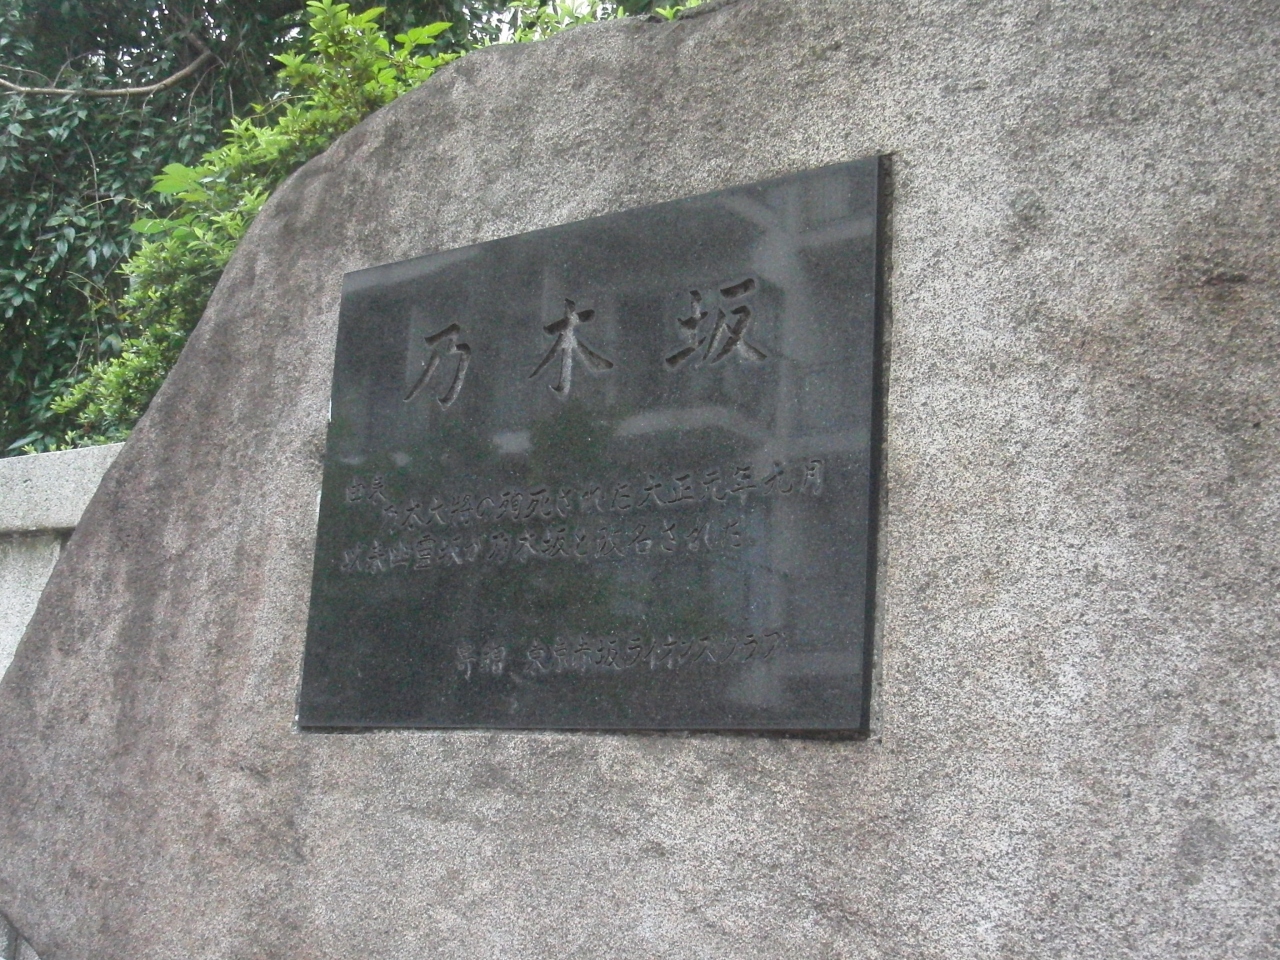 乃木坂
由来
乃木大将の殉死された大正元年九月
以来幽霊坂が乃木坂と改名された
寄贈 東京赤坂ライオンズクラブ